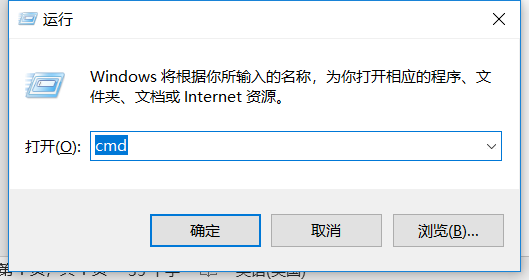 运行
Windows 将根据你所输入的名称，为你打开相应的程序、文
件夹、文档或 Internet 资源。
打开(O): cmd
确定 取消 浏览(B)...